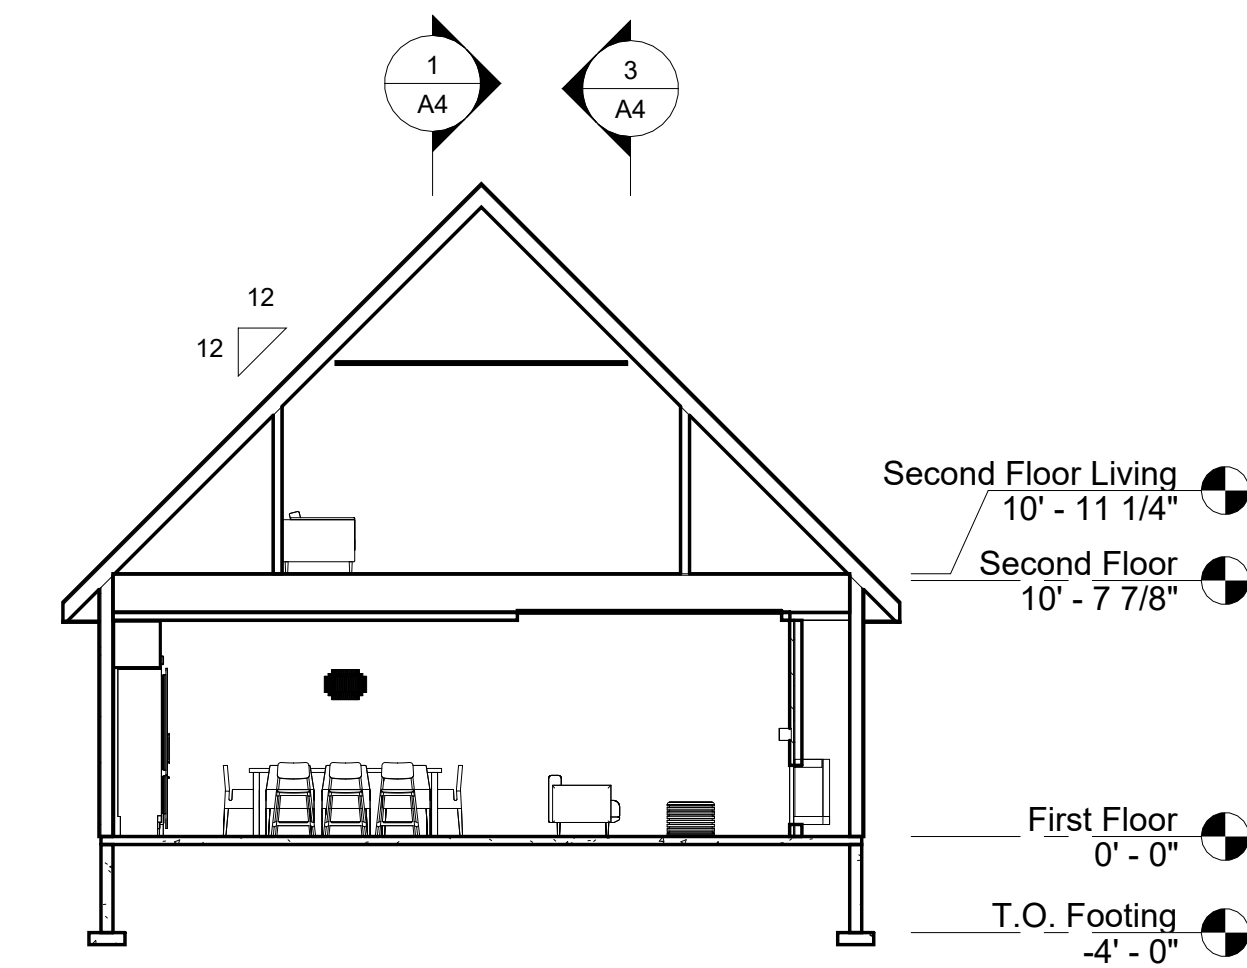 1
A4
3
A4
12
12
Second Floor Living
10' - 11 1/4"
Second Floor
10' - 7 7/8"
First Floor
0' - 0"
T.O. Footing
-4' - 0"